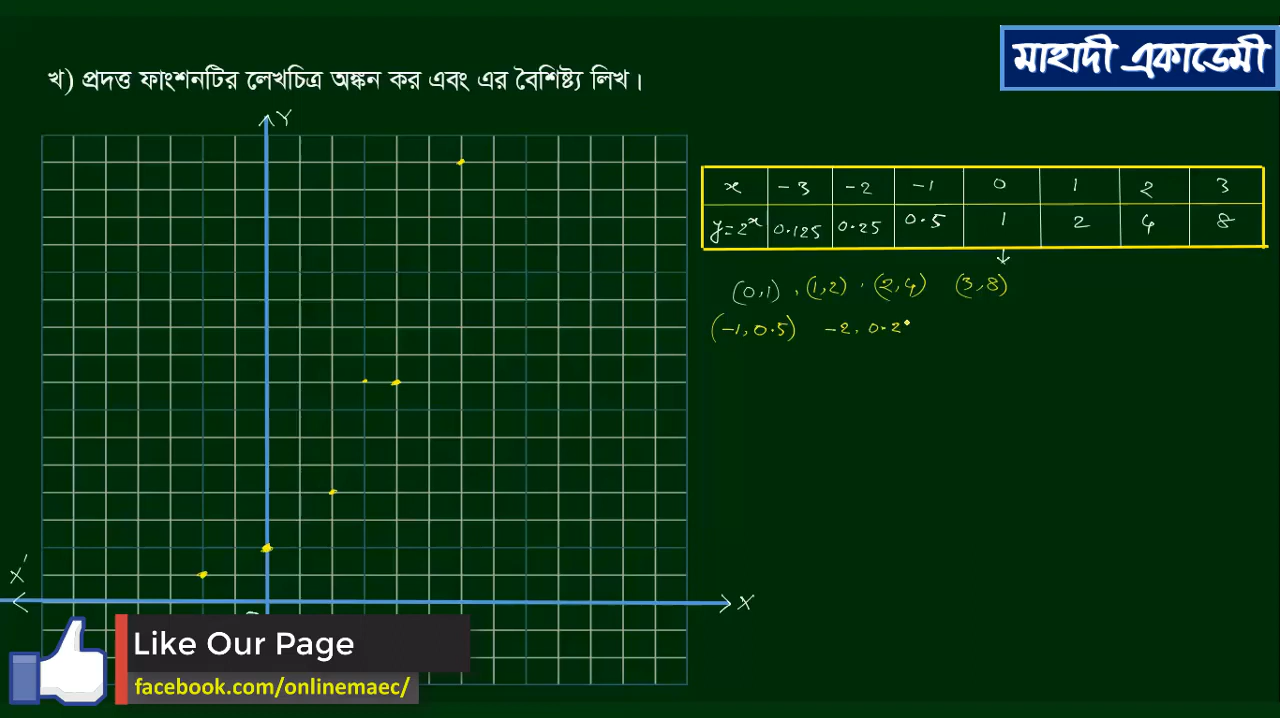 মাহাদী একাডেমী
খ) প্রদত্ত ফাংশনটির লেখচিত্র অঙ্কন কর এবং এর বৈশিষ্ট্য লিখ।
Y
x -3 -2 -1 0 1 2 3
y=2^x 0.125 0.25 0.5 1 2 4 8
(0,1), (1,2), (2,4) (3,8)
(-1, 0.5) -2, 0.2
X'
X
Like Our Page
facebook.com/onlinemaec/